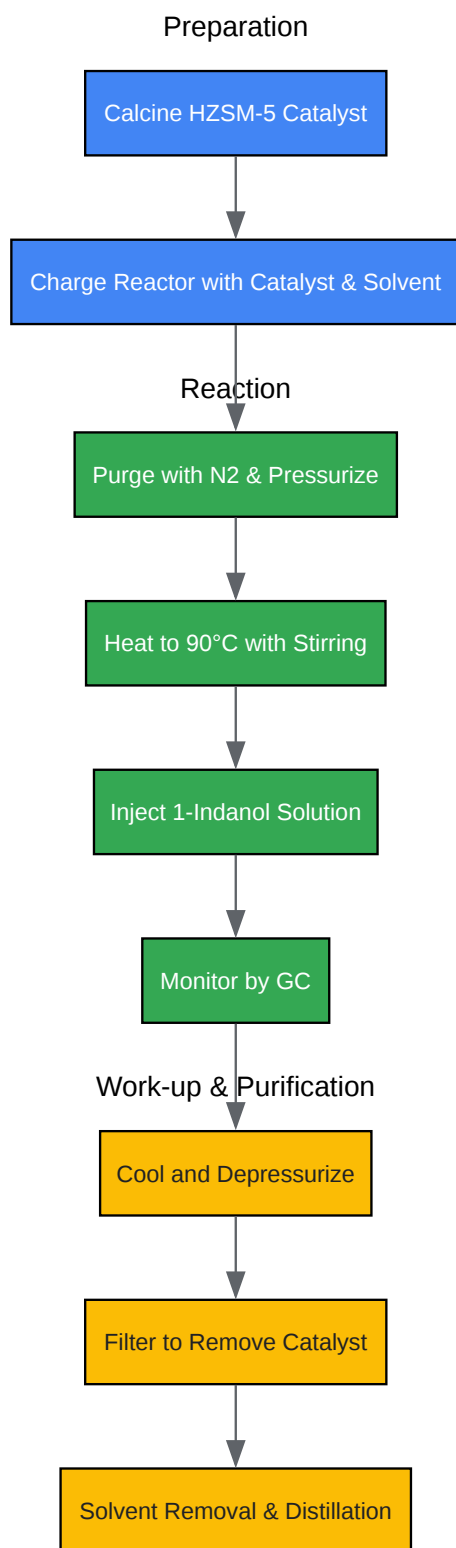 Preparation
Calcine HZSM-5 Catalyst
Charge Reactor with Catalyst & Solvent
Reaction
Purge with N2 & Pressurize
Heat to 90°C with Stirring
Inject 1-Indanol Solution
Monitor by GC
Work-up & Purification
Cool and Depressurize
Filter to Remove Catalyst
Solvent Removal & Distillation